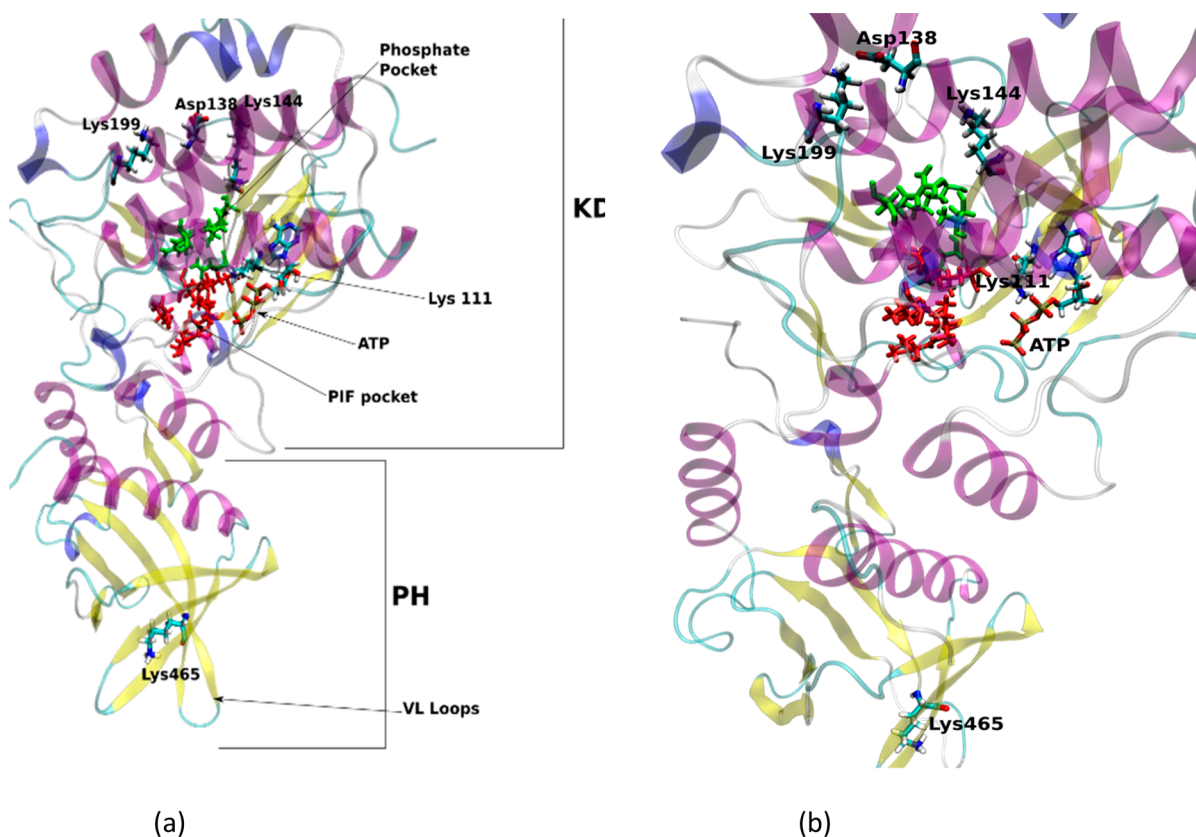 Phosphate
Pocket
Asp138 Lys144
Lys199
KD
Lys 111
ATP
PIF pocket
PH
Lys465
VL Loops
(a)
Asp138
Lys144
Lys199
Lys111
ATP
Lys465
(b)